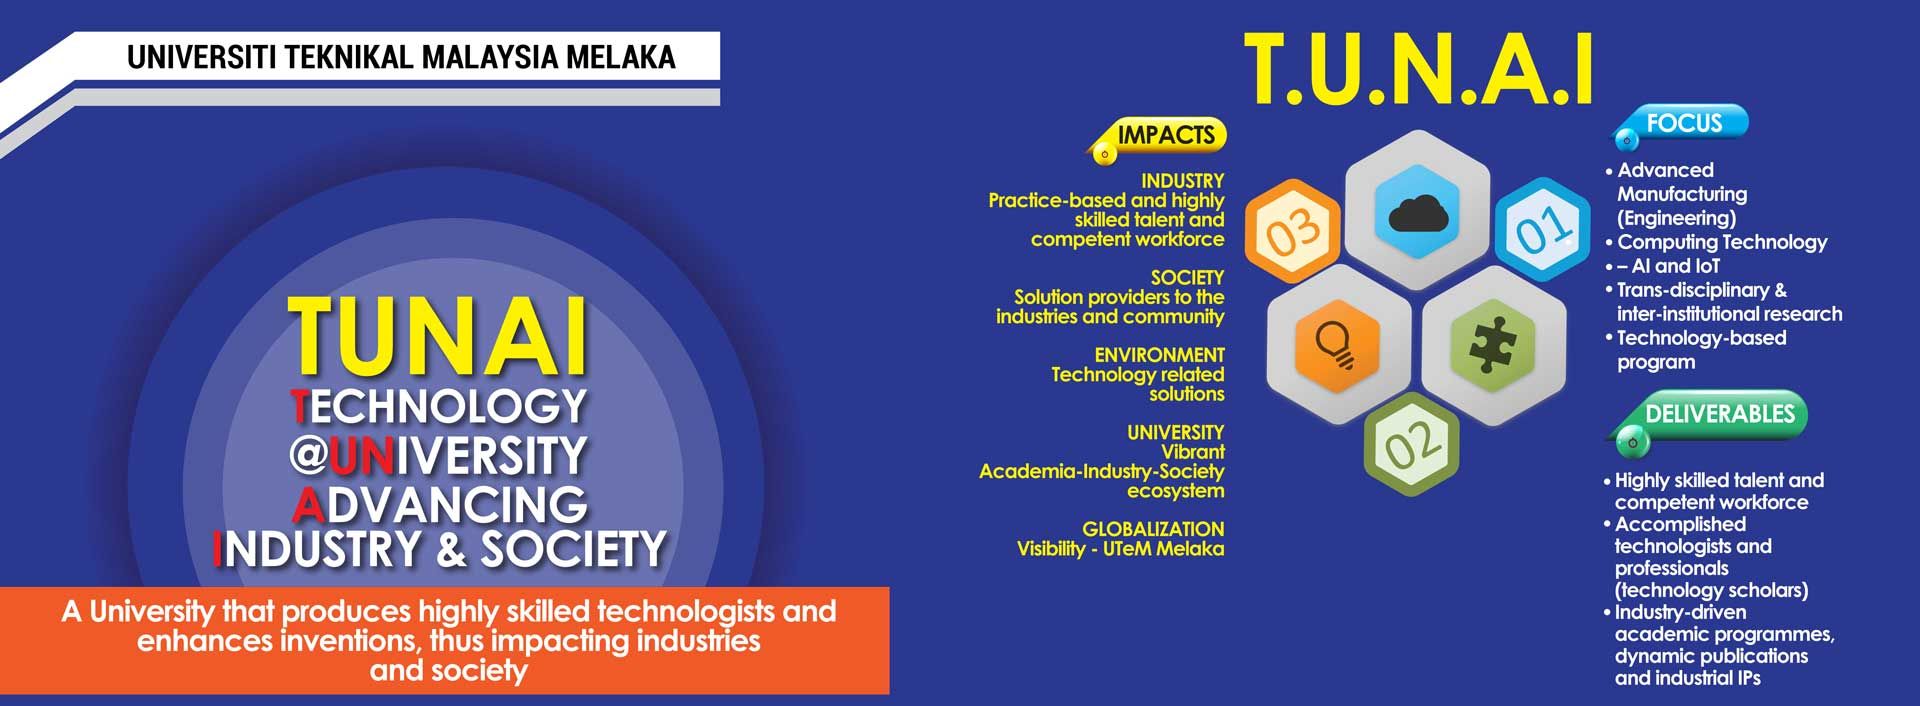 UNIVERSITI TEKNIKAL MALAYSIA MELAKA
TUNAI
TECHNOLOGY
@UNIVERSITY
ADVANCING
INDUSTRY & SOCIETY
A University that produces highly skilled technologists and
enhances inventions, thus impacting industries
and society
T.U.N.A.I
IMPACTS
INDUSTRY
Practice-based and highly
skilled talent and
competent workforce
SOCIETY
Solution providers to the
industries and community
ENVIRONMENT
Technology related
solutions
UNIVERSITY
Vibrant
Academia-Industry-Society
ecosystem
GLOBALIZATION
Visibility - UTeM Melaka
03
01
02
FOCUS
• Advanced
Manufacturing
(Engineering)
• Computing Technology
• – AI and IoT
• Trans-disciplinary &
inter-institutional research
• Technology-based
program
DELIVERABLES
• Highly skilled talent and
competent workforce
• Accomplished
technologists and
professionals
(technology scholars)
• Industry-driven
academic programmes,
dynamic publications
and industrial IPs